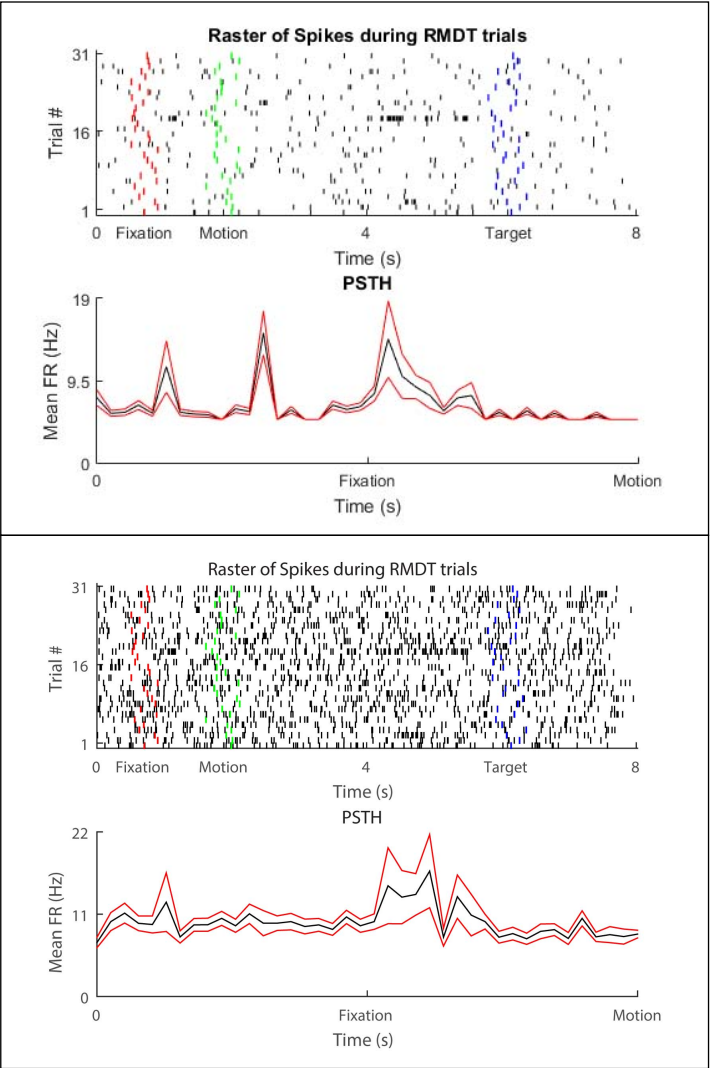 Raster of Spikes during RMDT trials
31
16
1
Trial #
0 Fixation Motion 4 Target 8
Time (s)
PSTH
19
9.5
0
Mean FR (Hz)
0 Fixation Motion
Time (s)
Raster of Spikes during RMDT trials
31
16
1
Trial #
0 Fixation Motion 4 Target 8
Time (s)
PSTH
22
11
0
Mean FR (Hz)
0 Fixation Motion
Time (s)